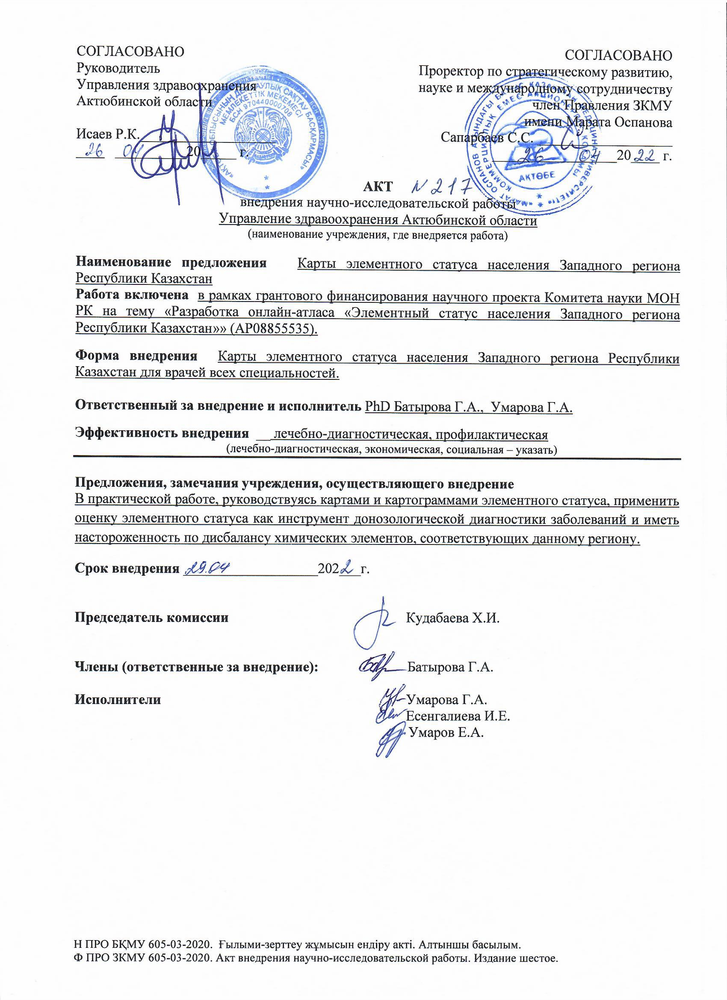 СОГЛАСОВАНО
Руководитель
Управления здравоохранения
Актюбинской области
Исаев Р.К.
26 04 20 г.
СОГЛАСОВАНО
Проректор по стратегическому развитию,
науке и международному сотрудничеству
член Правления ЗКМУ
имени Марата Оспанова
Сапарбаев С.С.
26 04 2022 г.
МЕМЛЕКЕТТІК МЕКЕМЕСІ
БСН 970440000708
АҚТӨБЕ
АКТ N 217
внедрения научно-исследовательской работы
Управление здравоохранения Актюбинской области
(наименование учреждения, где внедряется работа)
Наименование предложения Карты элементного статуса населения Западного региона
Республики Казахстан
Работа включена в рамках грантового финансирования научного проекта Комитета науки МОН
РК на тему «Разработка онлайн-атласа «Элементный статус населения Западного региона
Республики Казахстан»» (АР08855535).
Форма внедрения Карты элементного статуса населения Западного региона Республики
Казахстан для врачей всех специальностей.
Ответственный за внедрение и исполнитель PhD Батырова Г.А., Умарова Г.А.
Эффективность внедрения __ лечебно-диагностическая, профилактическая
(лечебно-диагностическая, экономическая, социальная – указать)
Предложения, замечания учреждения, осуществляющего внедрение
В практической работе, руководствуясь картами и картограммами элементного статуса, применить
оценку элементного статуса как инструмент донозологической диагностики заболеваний и иметь
настороженность по дисбалансу химических элементов, соответствующих данному региону.
Срок внедрения 29.04 2022 г.
Председатель комиссии Кудабаева Х.И.
Члены (ответственные за внедрение): Батырова Г.А.
Исполнители Умарова Г.А.
Есенгалиева И.Е.
Умаров Е.А.
Н ПРО БҚМУ 605-03-2020. Ғылыми-зерттеу жұмысын ендіру акті. Алтыншы басылым.
Ф ПРО ЗКМУ 605-03-2020. Акт внедрения научно-исследовательской работы. Издание шестое.